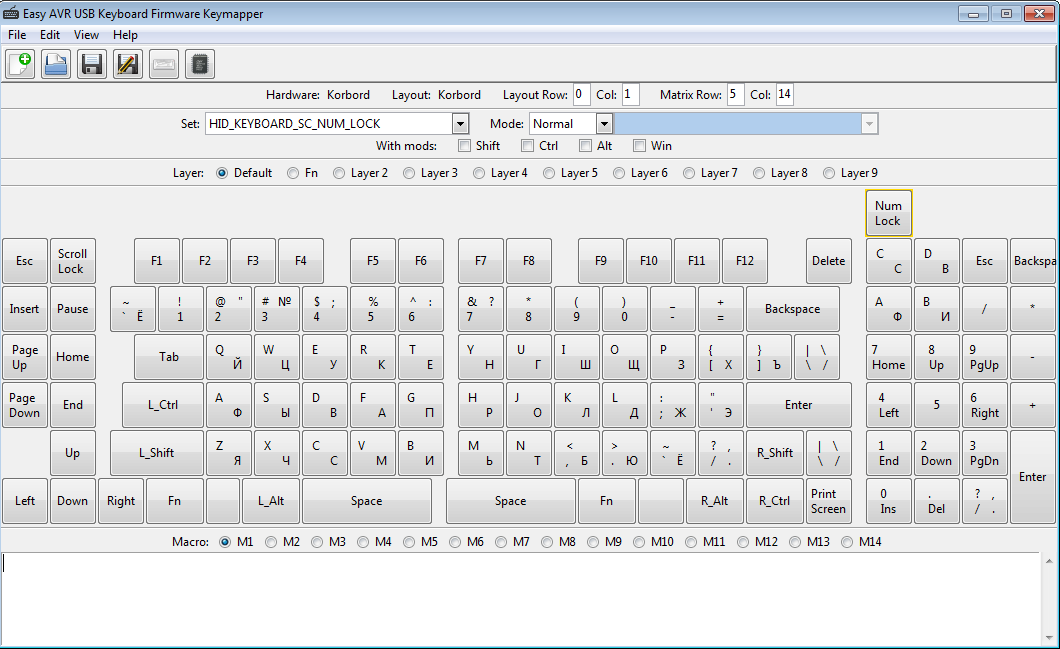 Easy AVR USB Keyboard Firmware Keymapper
File Edit View Help
Hardware: Korbord Layout: Korbord Layout Row: 0 Col: 1 Matrix Row: 5 Col: 14
Set: HID_KEYBOARD_SC_NUM_LOCK Mode: Normal
With mods: Shift Ctrl Alt Win
Layer: Default Fn Layer 2 Layer 3 Layer 4 Layer 5 Layer 6 Layer 7 Layer 8 Layer 9
Num
Lock
Esc Scroll Lock F1 F2 F3 F4 F5 F6 F7 F8 F9 F10 F11 F12 Delete C С D В Esc Backspa
Insert Pause ~ ` Ё ! 1 @ " 2 # № 3 $ ; 4 % 5 ^ : 6 & ? 7 * 8 ( 9 ) 0 _ - + = Backspace A Ф B И / *
Page Up Home Tab Q Й W Ц E У R К T Е Y Н U Г I Ш O Щ P З { [ Х } ] Ъ | \ \ / 7 Home 8 Up 9 PgUp -
Page Down End L_Ctrl A Ф S Ы D В F А G П H Р J О K Л L Д : ; Ж " ' Э Enter 4 Left 5 6 Right +
Up L_Shift Z Я X Ч C С V М B И M Ь N Т < , Б > . Ю ~ ` Ё ? , / . R_Shift | \ \ / 1 End 2 Down 3 PgDn Enter
Left Down Right Fn L_Alt Space Space Fn R_Alt R_Ctrl Print Screen 0 Ins . Del ? , / .
Macro: M1 M2 M3 M4 M5 M6 M7 M8 M9 M10 M11 M12 M13 M14